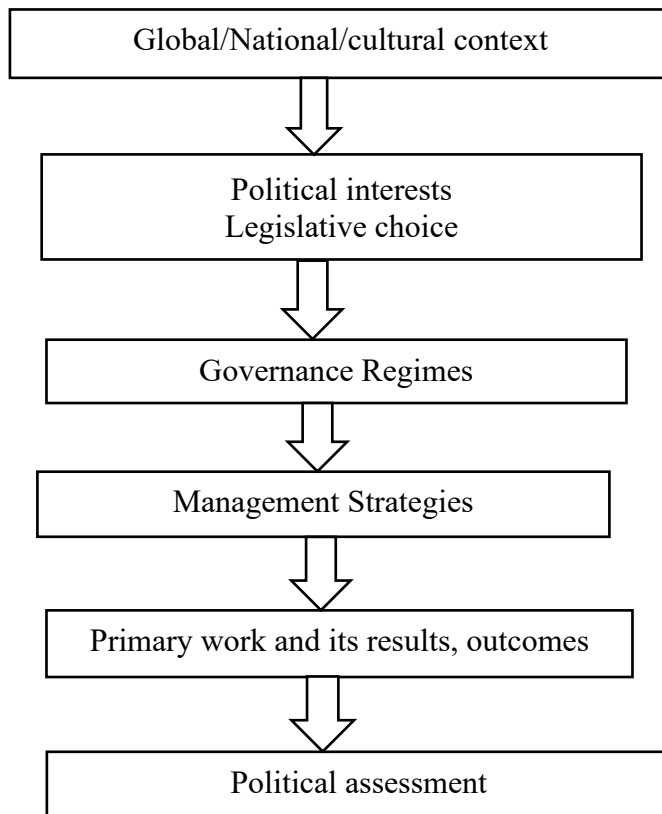 Global/National/cultural context
Political interests
Legislative choice
Governance Regimes
Management Strategies
Primary work and its results, outcomes
Political assessment